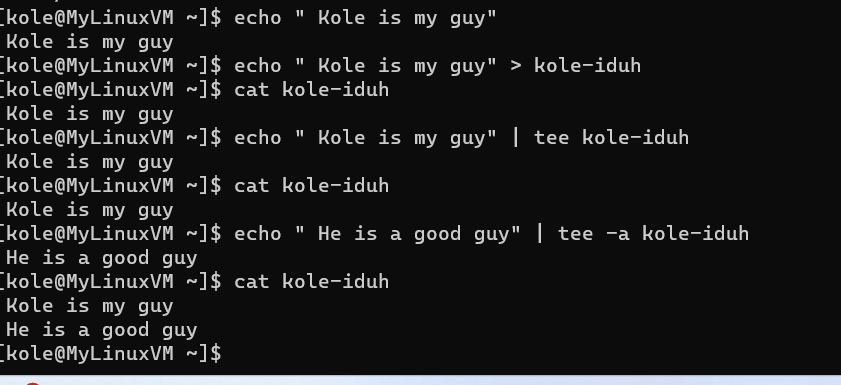 [kole@MyLinuxVM ~]$ echo " Kole is my guy"
 Kole is my guy
[kole@MyLinuxVM ~]$ echo " Kole is my guy" > kole-iduh
[kole@MyLinuxVM ~]$ cat kole-iduh
 Kole is my guy
[kole@MyLinuxVM ~]$ echo " Kole is my guy" | tee kole-iduh
 Kole is my guy
[kole@MyLinuxVM ~]$ cat kole-iduh
 Kole is my guy
[kole@MyLinuxVM ~]$ echo " He is a good guy" | tee -a kole-iduh
 He is a good guy
[kole@MyLinuxVM ~]$ cat kole-iduh
 Kole is my guy
 He is a good guy
[kole@MyLinuxVM ~]$